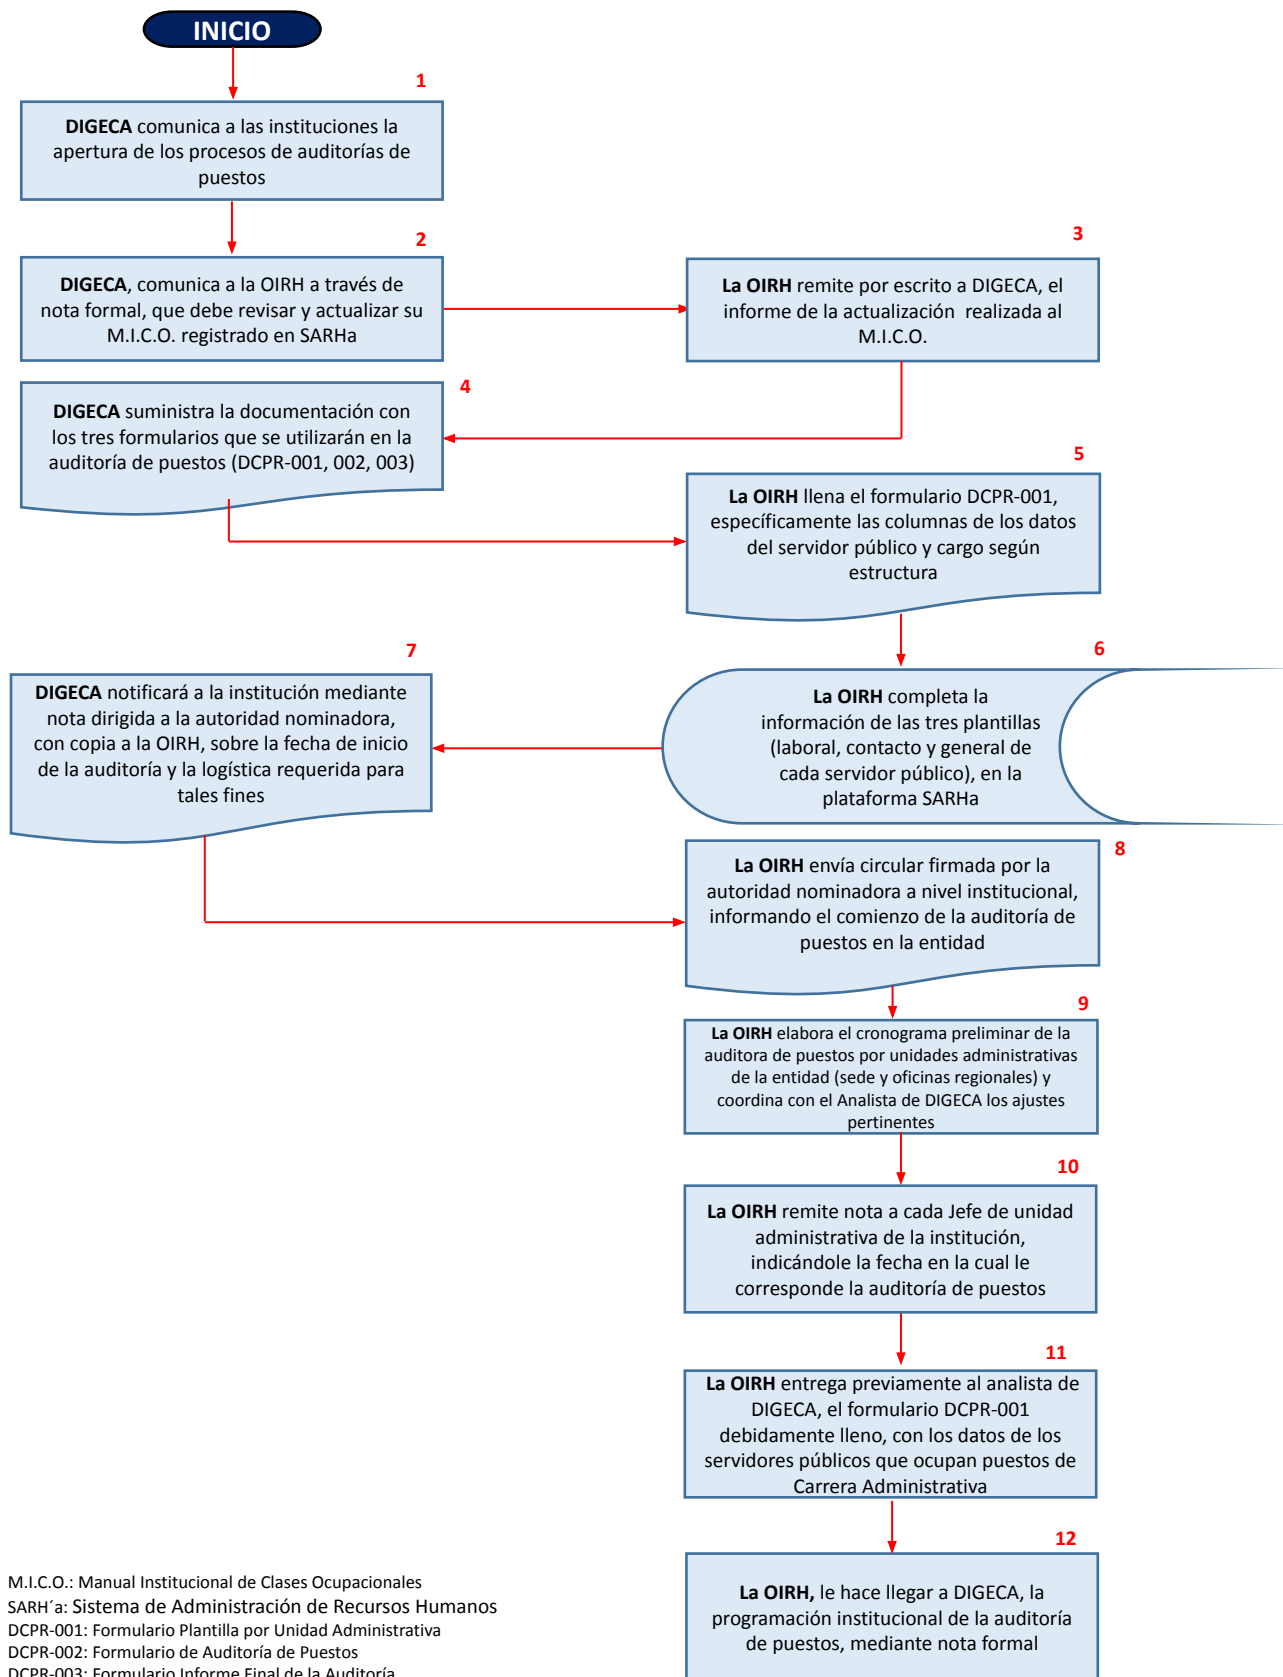 INICIO
1
DIGECA comunica a las instituciones la
apertura de los procesos de auditorías de
puestos
2
DIGECA, comunica a la OIRH a través de
nota formal, que debe revisar y actualizar su
M.I.C.O. registrado en SARHa
3
La OIRH remite por escrito a DIGECA, el
informe de la actualización realizada al
M.I.C.O.
4
DIGECA suministra la documentación con
los tres formularios que se utilizarán en la
auditoría de puestos (DCPR-001, 002, 003)
5
La OIRH llena el formulario DCPR-001,
específicamente las columnas de los datos
del servidor público y cargo según
estructura
6
La OIRH completa la
información de las tres plantillas
(laboral, contacto y general de
cada servidor público), en la
plataforma SARHa
7
DIGECA notificará a la institución mediante
nota dirigida a la autoridad nominadora,
con copia a la OIRH, sobre la fecha de inicio
de la auditoría y la logística requerida para
tales fines
8
La OIRH envía circular firmada por la
autoridad nominadora a nivel institucional,
informando el comienzo de la auditoría de
puestos en la entidad
9
La OIRH elabora el cronograma preliminar de la
auditora de puestos por unidades administrativas
de la entidad (sede y oficinas regionales) y
coordina con el Analista de DIGECA los ajustes
pertinentes
10
La OIRH remite nota a cada Jefe de unidad
administrativa de la institución,
indicándole la fecha en la cual le
corresponde la auditoría de puestos
11
La OIRH entrega previamente al analista de
DIGECA, el formulario DCPR-001
debidamente lleno, con los datos de los
servidores públicos que ocupan puestos de
Carrera Administrativa
12
La OIRH, le hace llegar a DIGECA, la
programación institucional de la auditoría
de puestos, mediante nota formal
M.I.C.O.: Manual Institucional de Clases Ocupacionales
SARH´a: Sistema de Administración de Recursos Humanos
DCPR-001: Formulario Plantilla por Unidad Administrativa
DCPR-002: Formulario de Auditoría de Puestos
DCPR-003: Formulario Informe Final de la Auditoría